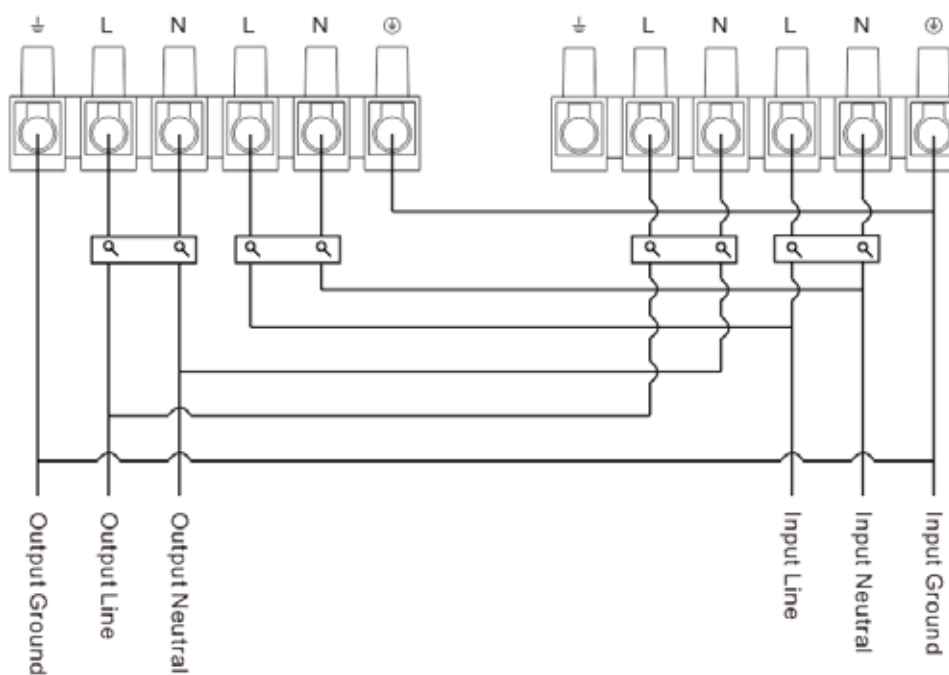 L N L N L N L N
Output Ground
Output Line
Output Neutral
Input Line
Input Neutral
Input Ground